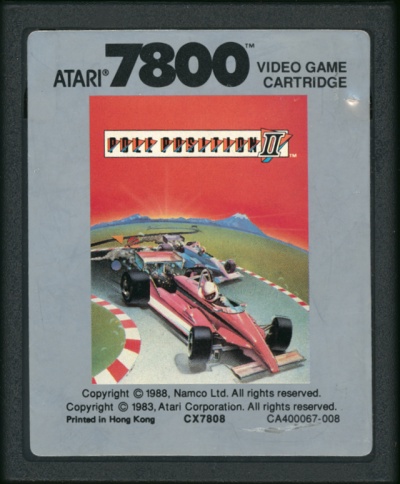 ATARI® 7800™ VIDEO GAME
CARTRIDGE
POLE POSITION II™
Copyright © 1988, Namco Ltd. All rights reserved.
Copyright © 1983, Atari Corporation. All rights reserved.
Printed in Hong Kong CX7808 CA400067-008